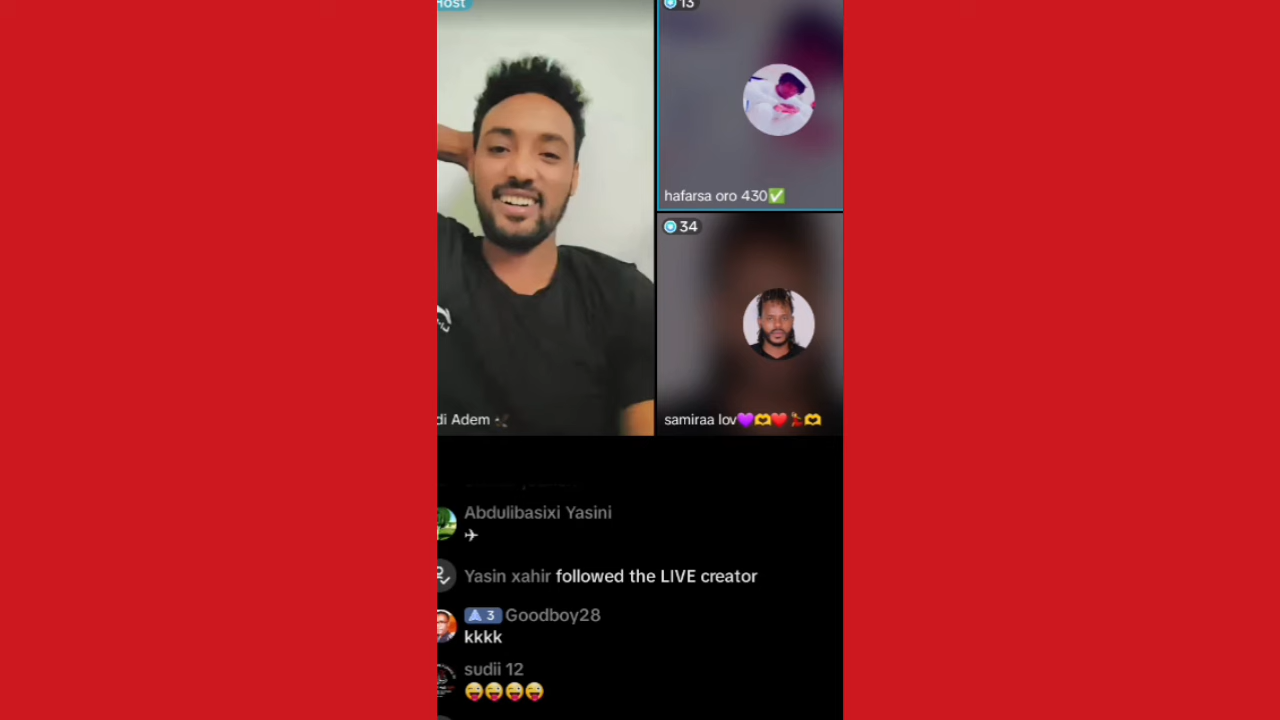 Host
13
hafarsa oro 430✅
34
di Adem
samiraa lov💜🫶❤️💃🫶
Abdulibasixi Yasini
✈
Yasin xahir followed the LIVE creator
3 Goodboy28
kkkk
sudii 12
😜😜😜😜